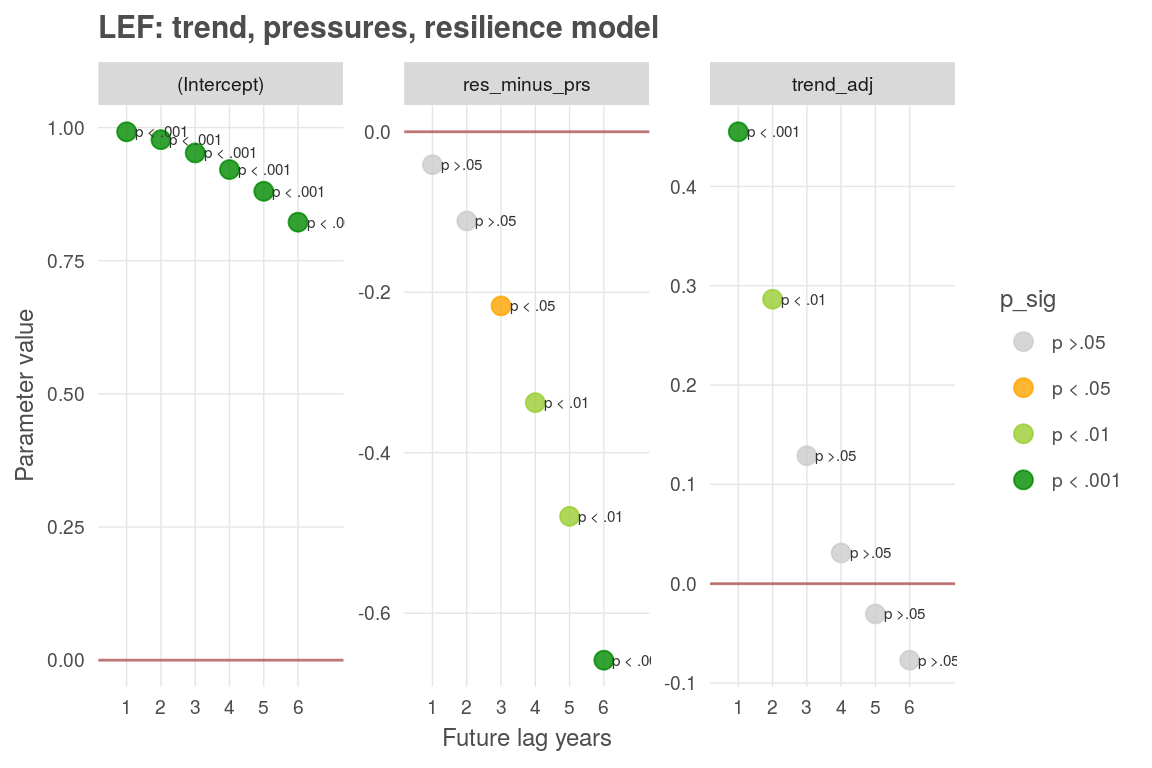 LEF: trend, pressures, resilience model
(Intercept)
res_minus_prs
trend_adj
Parameter value
1.00
0.75
0.50
0.25
0.00
p < .001
p < .001
p < .001
p < .001
p < .001
p < .0
1 2 3 4 5 6
0.0
-0.2
-0.4
-0.6
p >.05
p >.05
p < .05
p < .01
p < .01
p < .00
1 2 3 4 5 6
0.4
0.3
0.2
0.1
0.0
-0.1
p < .001
p < .01
p >.05
p >.05
p >.05
p >.05
1 2 3 4 5 6
Future lag years
p_sig
p >.05
p < .05
p < .01
p < .001